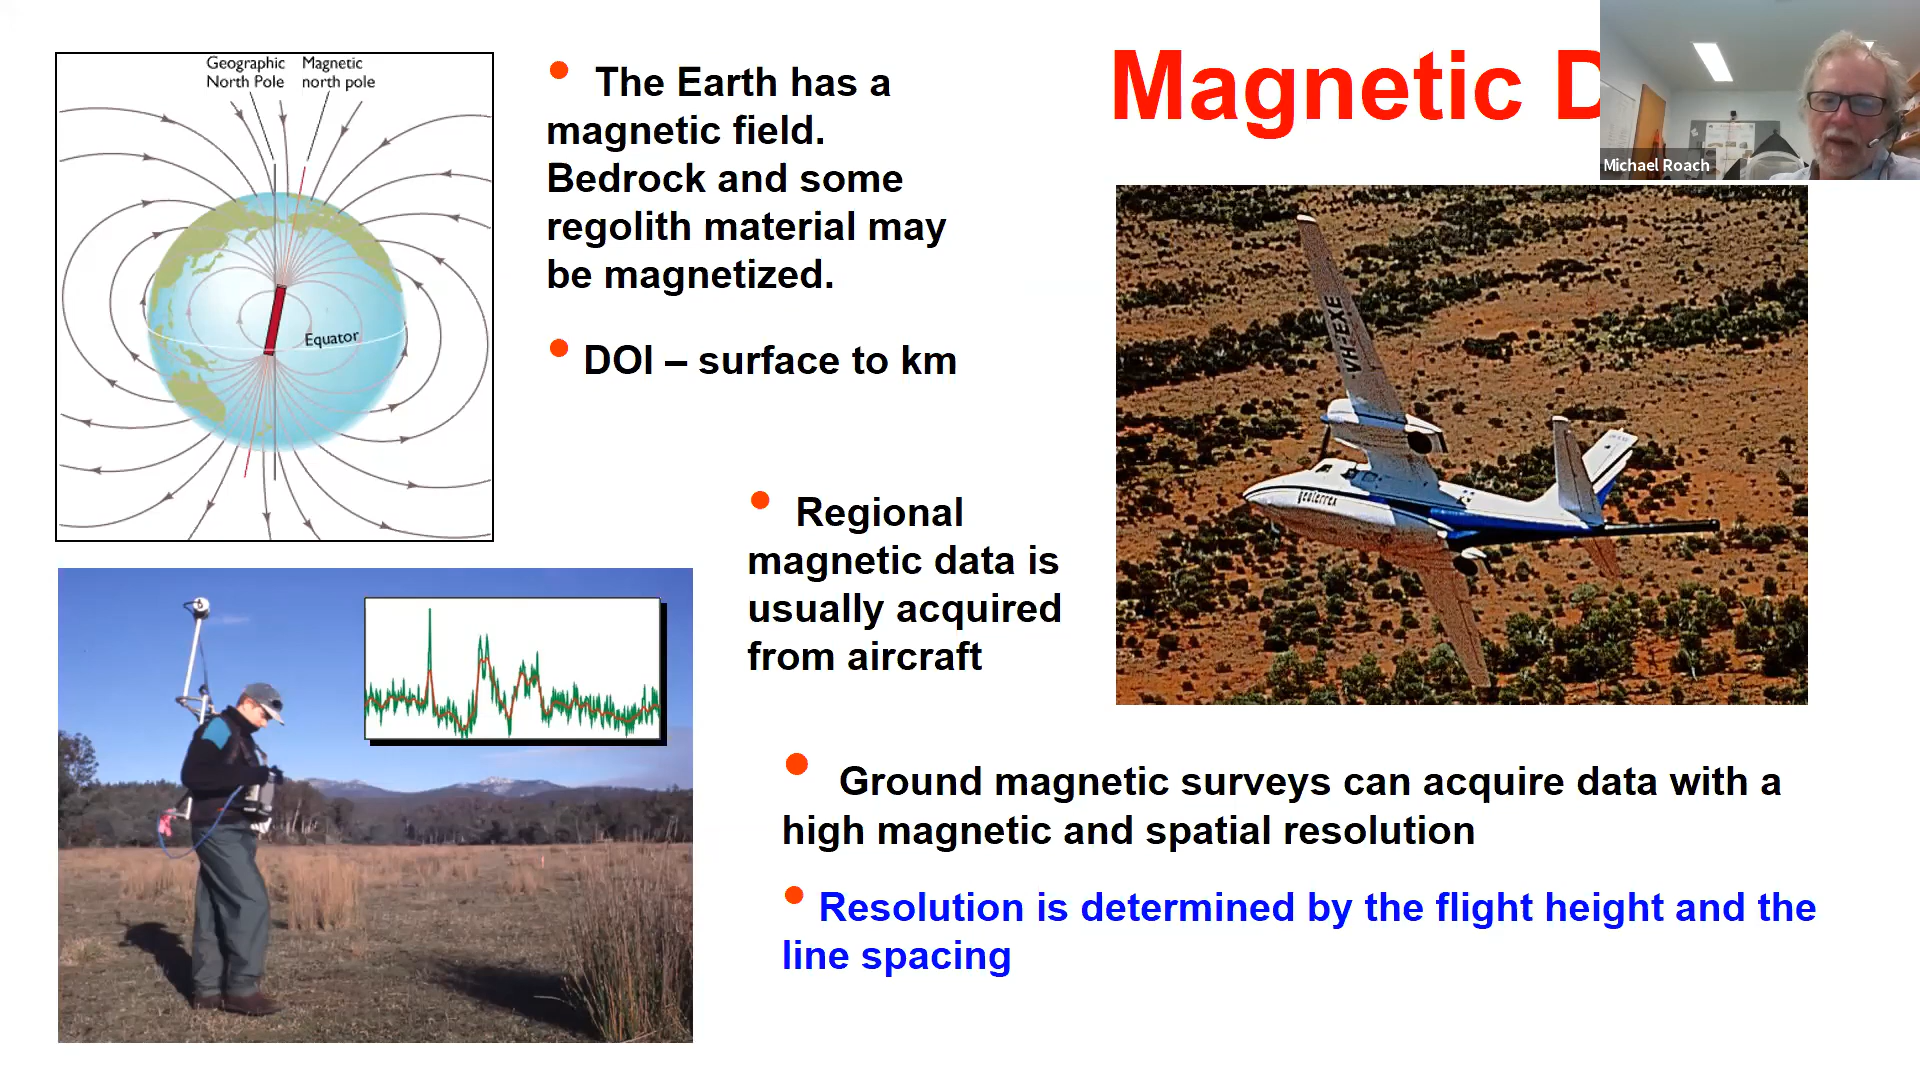 Geographic Magnetic
North Pole north pole
Equator
• The Earth has a
magnetic field.
Bedrock and some
regolith material may
be magnetized.
• DOI – surface to km
Magnetic D
Michael Roach
VH-EXE
geoterrex
• Regional
magnetic data is
usually acquired
from aircraft
• Ground magnetic surveys can acquire data with a
high magnetic and spatial resolution
• Resolution is determined by the flight height and the
line spacing